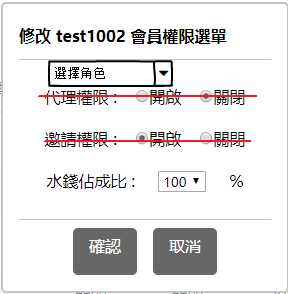 修改 test1002 會員權限選單
選擇角色
代理權限： 開啟 關閉
邀請權限： 開啟 關閉
水錢佔成比： 100 %
確認 取消